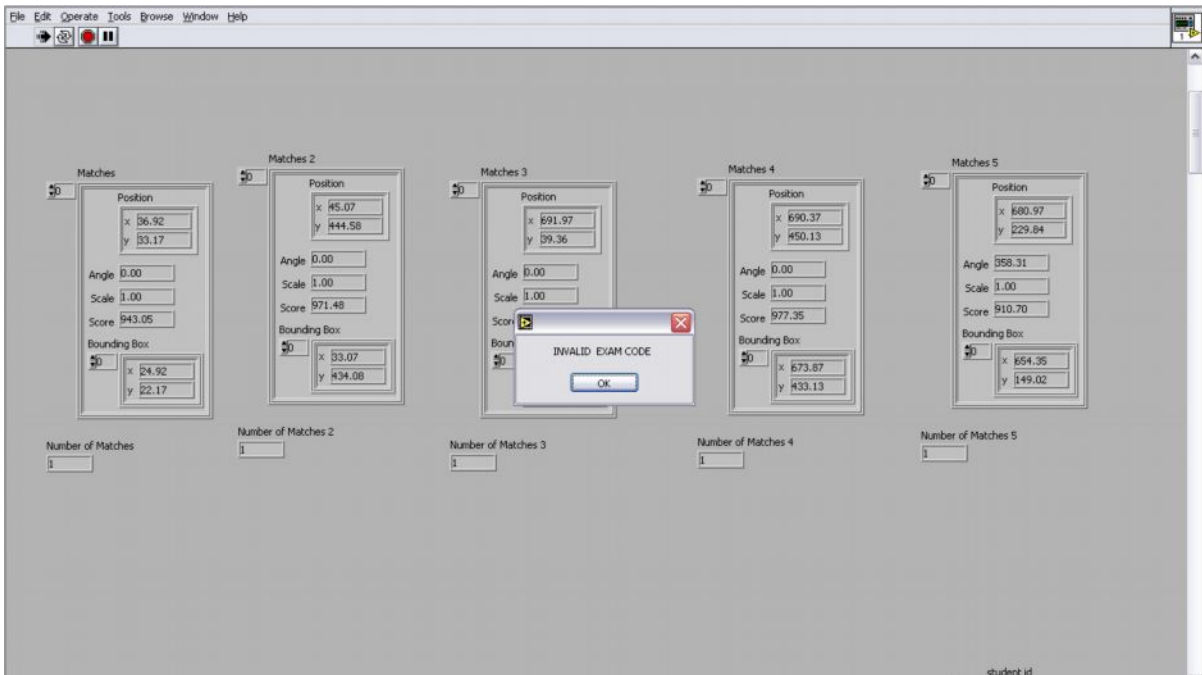 File Edit Operate Tools Browse Window Help
1
Matches
0
Position
x 36.92
y 33.17
Angle 0.00
Scale 1.00
Score 943.05
Bounding Box
0
x 24.92
y 22.17
Number of Matches
1
Matches 2
0
Position
x 45.07
y 444.58
Angle 0.00
Scale 1.00
Score 971.48
Bounding Box
0
x 33.07
y 434.08
Number of Matches 2
1
Matches 3
0
Position
x 691.97
y 39.36
Angle 0.00
Scale 1.00
0
Number of Matches 3
1
INVALID EXAM CODE
OK
Matches 4
0
Position
x 690.37
y 450.13
Angle 0.00
Scale 1.00
Score 977.35
Bounding Box
0
x 673.87
y 433.13
Number of Matches 4
1
Matches 5
0
Position
x 680.97
y 229.84
Angle 358.31
Scale 1.00
Score 910.70
Bounding Box
0
x 654.35
y 149.02
Number of Matches 5
1
student id